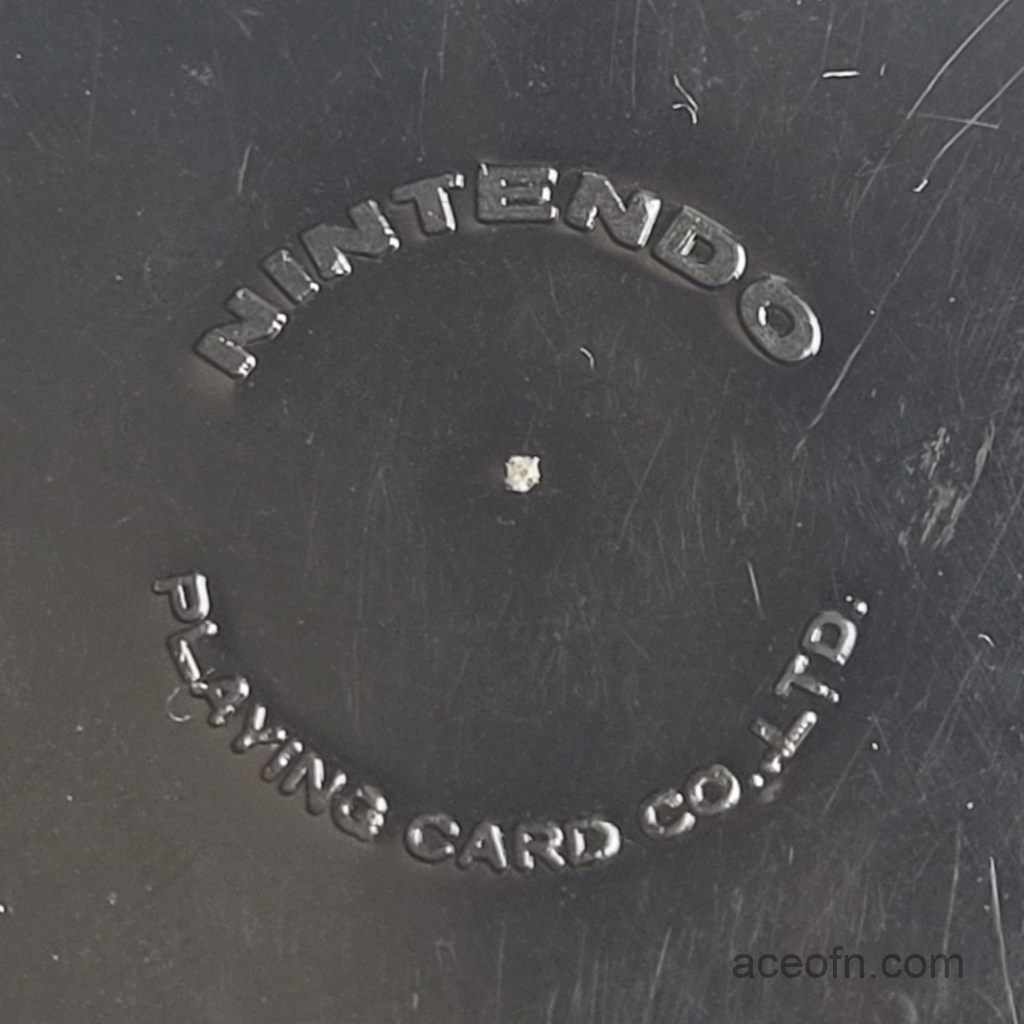 NINTENDO
PLAYING CARD CO.,LTD.
aceofn.com